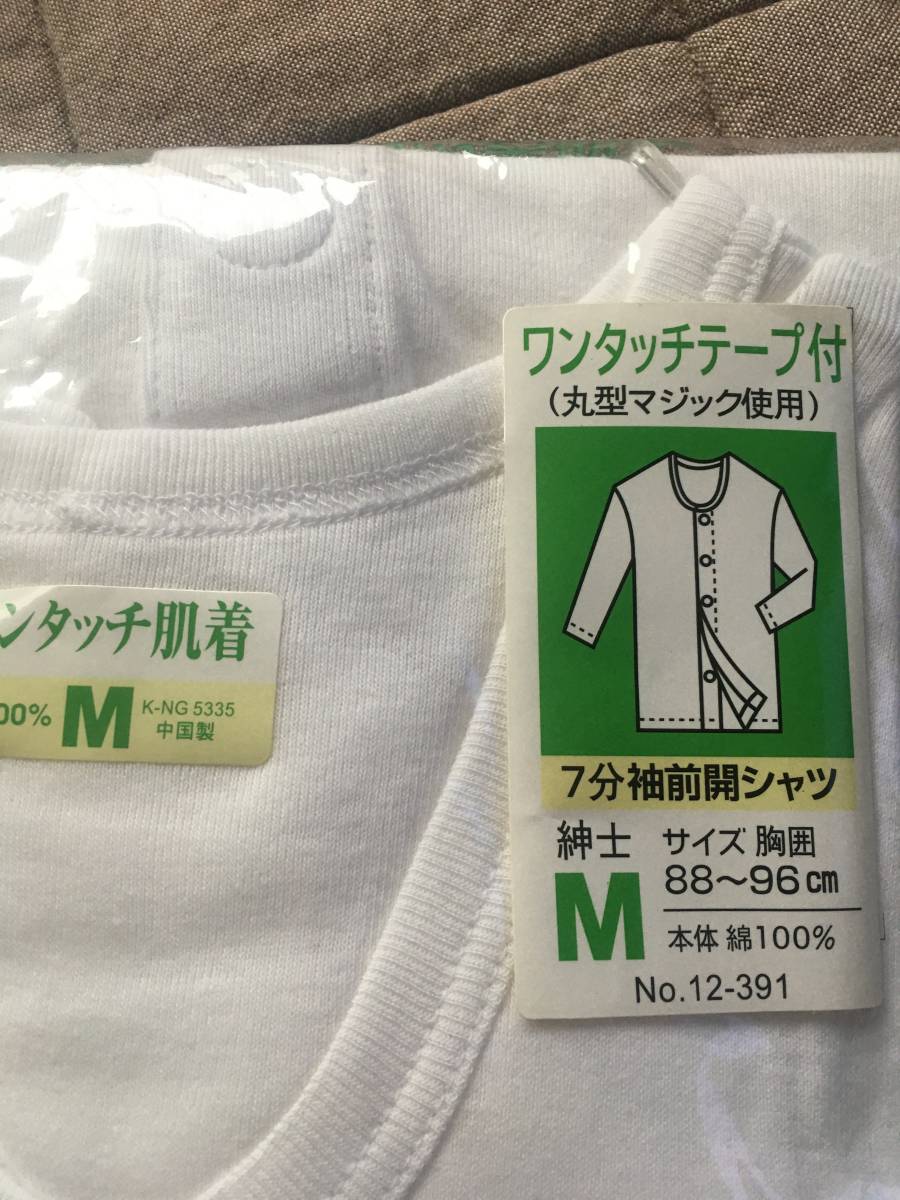 ワンタッチテープ付
(丸型マジック使用)
7分袖前開シャツ
紳士 サイズ 胸囲
M 88〜96cm
本体 綿100%
No.12-391
ンタッチ肌着
00% M K-NG 5335
中国製